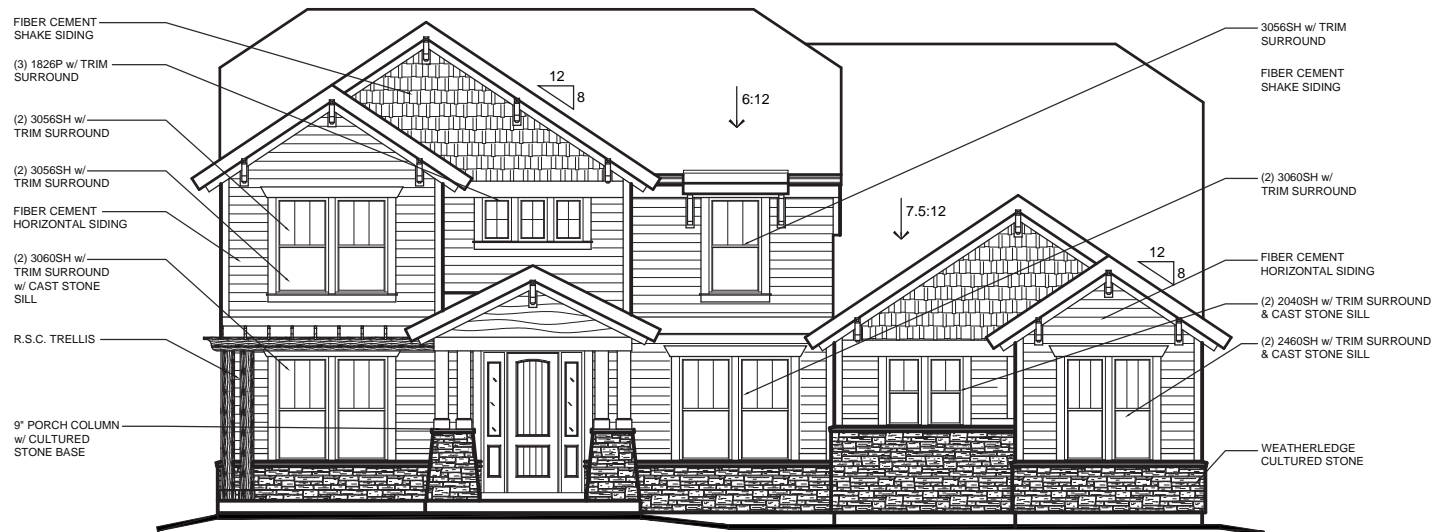 FIBER CEMENT
SHAKE SIDING
(3) 1826P w/ TRIM
SURROUND
(2) 3056SH w/
TRIM SURROUND
(2) 3056SH w/
TRIM SURROUND
FIBER CEMENT
HORIZONTAL SIDING
(2) 3060SH w/
TRIM SURROUND
w/ CAST STONE
SILL
R.S.C. TRELLIS
9" PORCH COLUMN
w/ CULTURED
STONE BASE
12
8
6:12
7.5:12
12
8
3056SH w/ TRIM
SURROUND
FIBER CEMENT
SHAKE SIDING
(2) 3060SH w/
TRIM SURROUND
FIBER CEMENT
HORIZONTAL SIDING
(2) 2040SH w/ TRIM SURROUND
& CAST STONE SILL
(2) 2460SH w/ TRIM SURROUND
& CAST STONE SILL
WEATHERLEDGE
CULTURED STONE